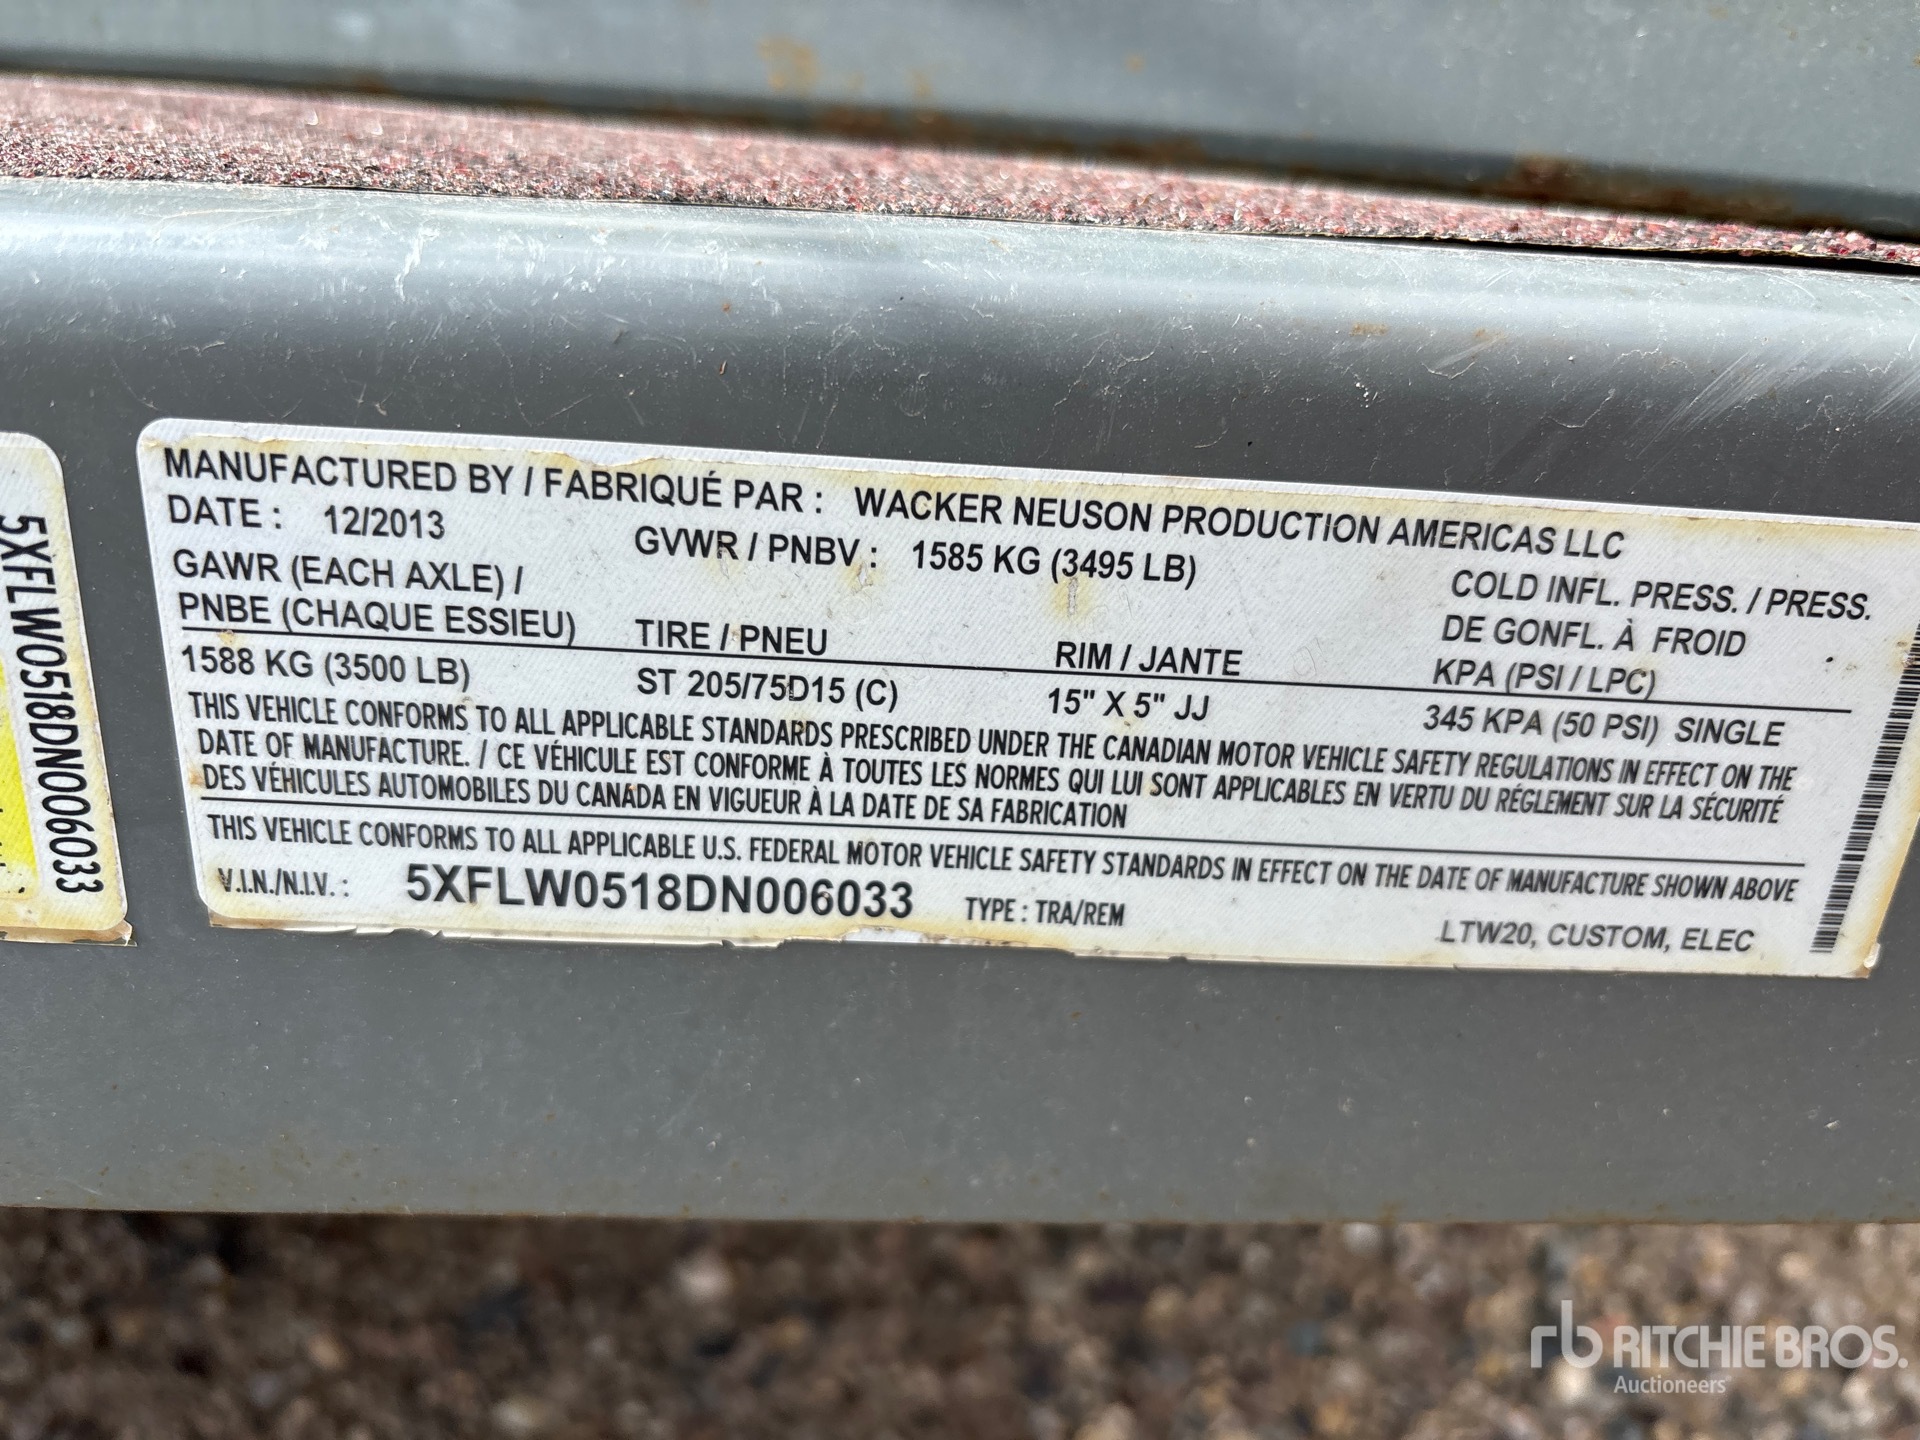 5XFLW0518DN006033
MANUFACTURED BY / FABRIQUÉ PAR : WACKER NEUSON PRODUCTION AMERICAS LLC
DATE : 12/2013 GVWR / PNBV : 1585 KG (3495 LB)
GAWR (EACH AXLE) /
PNBE (CHAQUE ESSIEU) TIRE / PNEU RIM / JANTE
COLD INFL. PRESS. / PRESS.
DE GONFL. À FROID
KPA (PSI / LPC)
1588 KG (3500 LB) ST 205/75D15 (C) 15" X 5" JJ 345 KPA (50 PSI) SINGLE
THIS VEHICLE CONFORMS TO ALL APPLICABLE STANDARDS PRESCRIBED UNDER THE CANADIAN MOTOR VEHICLE SAFETY REGULATIONS IN EFFECT ON THE
DATE OF MANUFACTURE. / CE VÉHICULE EST CONFORME À TOUTES LES NORMES QUI LUI SONT APPLICABLES EN VERTU DU RÉGLEMENT SUR LA SÉCURITÉ
DES VÉHICULES AUTOMOBILES DU CANADA EN VIGUEUR À LA DATE DE SA FABRICATION
THIS VEHICLE CONFORMS TO ALL APPLICABLE U.S. FEDERAL MOTOR VEHICLE SAFETY STANDARDS IN EFFECT ON THE DATE OF MANUFACTURE SHOWN ABOVE
V.I.N./N.I.V. : 5XFLW0518DN006033 TYPE : TRA/REM LTW20, CUSTOM, ELEC
rb RITCHIE BROS.
Auctioneers